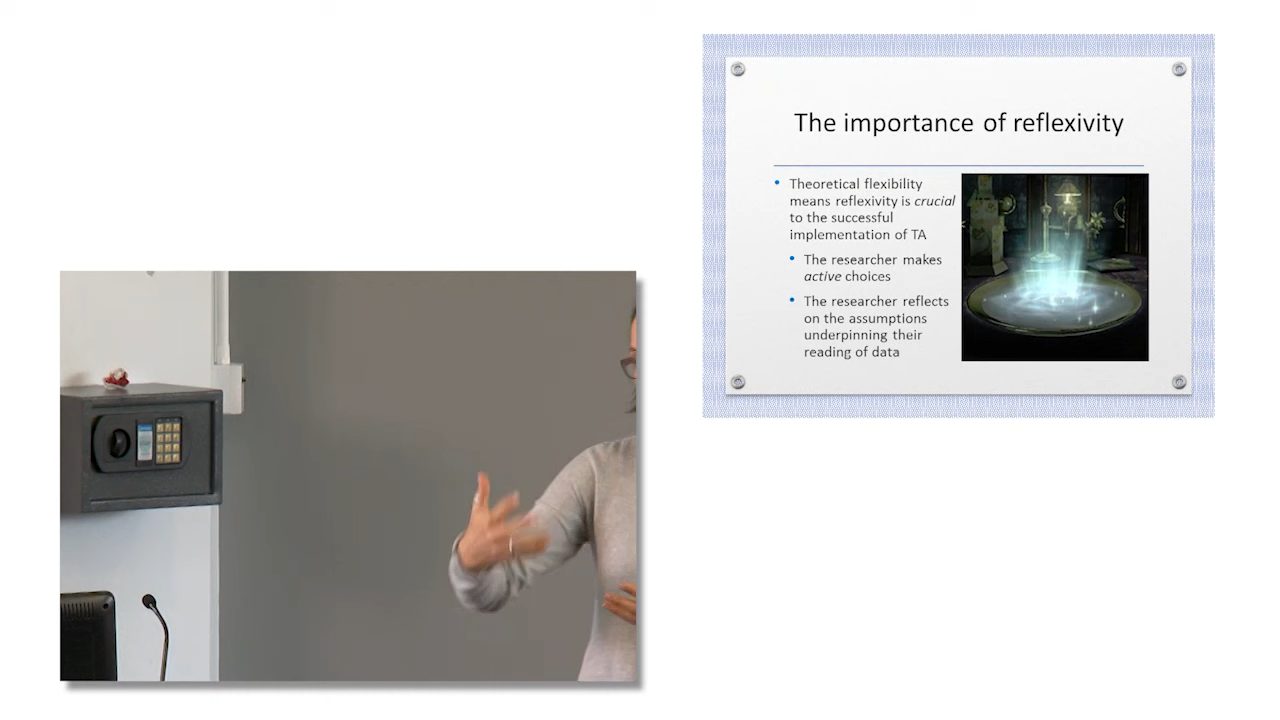 The importance of reflexivity
• Theoretical flexibility
means reflexivity is crucial
to the successful
implementation of TA
• The researcher makes
active choices
• The researcher reflects
on the assumptions
underpinning their
reading of data